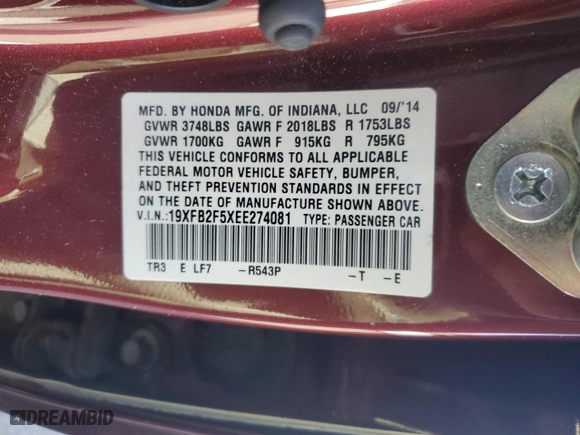 MFD. BY HONDA MFG. OF INDIANA, LLC 09/'14
GVWR 3748LBS GAWR F 2018LBS R 1753LBS
GVWR 1700KG GAWR F 915KG R 795KG
THIS VEHICLE CONFORMS TO ALL APPLICABLE
FEDERAL MOTOR VEHICLE SAFETY, BUMPER,
AND THEFT PREVENTION STANDARDS IN EFFECT
ON THE DATE OF MANUFACTURE SHOWN ABOVE.
V.I.N.:19XFB2F5XEE274081 TYPE: PASSENGER CAR
TR3 E LF7 -R543P -T -E
DREAMBID